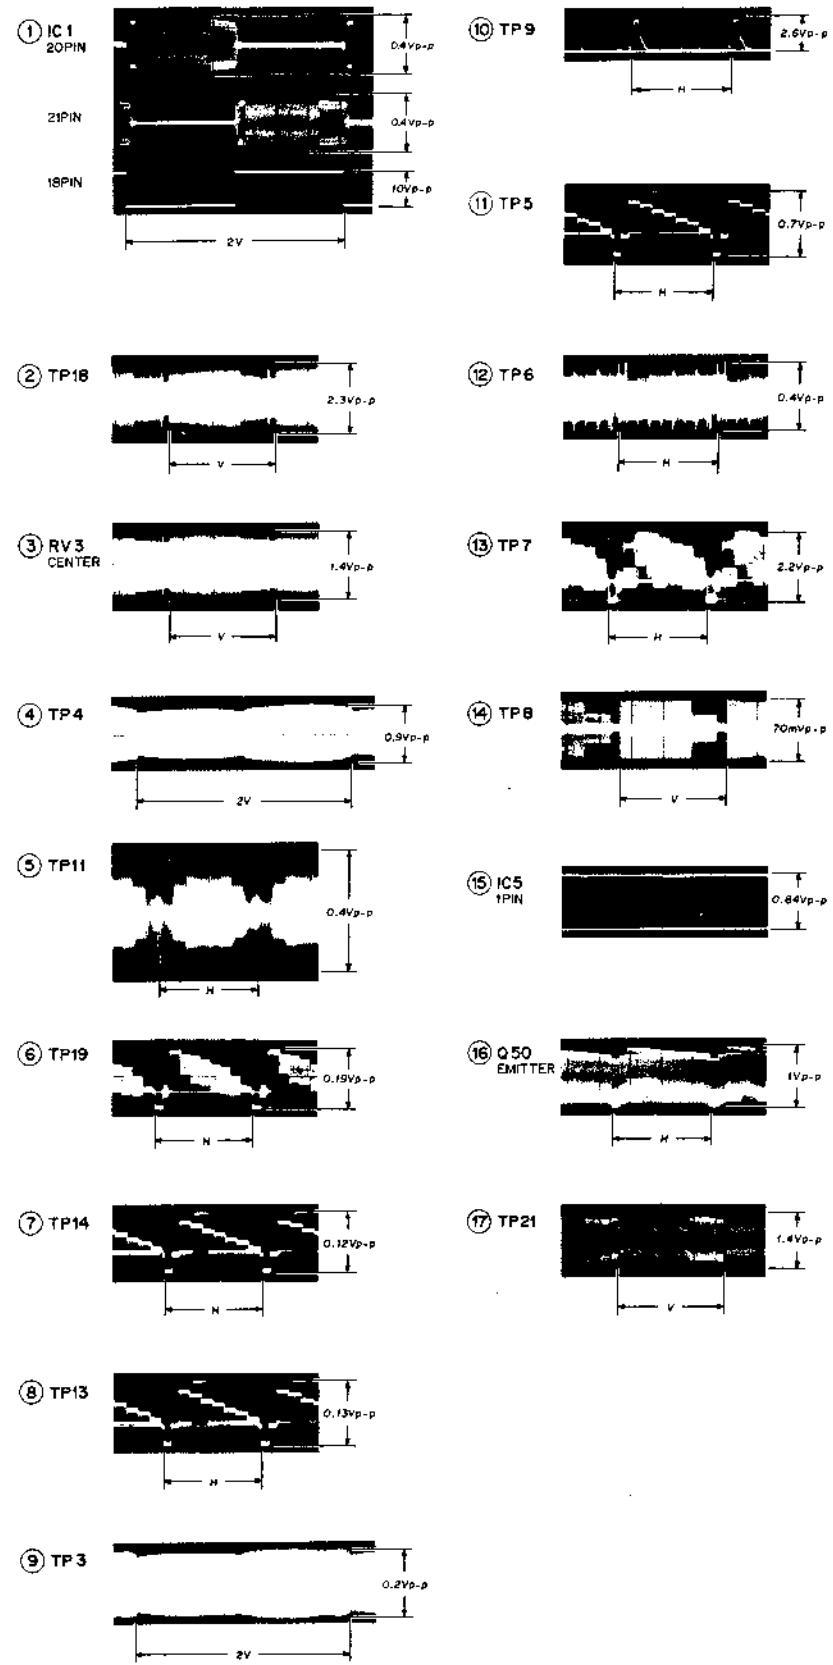 ① IC1
20PIN
0.4Vp-p
21PIN
0.4Vp-p
18PIN
10Vp-p
2V
② TP18
2.3Vp-p
V
③ RV3
CENTER
1.4Vp-p
V
④ TP4
0.9Vp-p
2V
⑤ TP11
0.4Vp-p
H
⑥ TP19
0.19Vp-p
H
⑦ TP14
0.12Vp-p
H
⑧ TP13
0.13Vp-p
H
⑨ TP3
0.2Vp-p
2V
⑩ TP9
2.6Vp-p
H
⑪ TP5
0.7Vp-p
H
⑫ TP6
0.4Vp-p
H
⑬ TP7
2.2Vp-p
H
⑭ TP8
70mVp-p
V
⑮ IC5
1PIN
0.84Vp-p
⑯ Q50
EMITTER
1Vp-p
H
⑰ TP21
1.4Vp-p
V